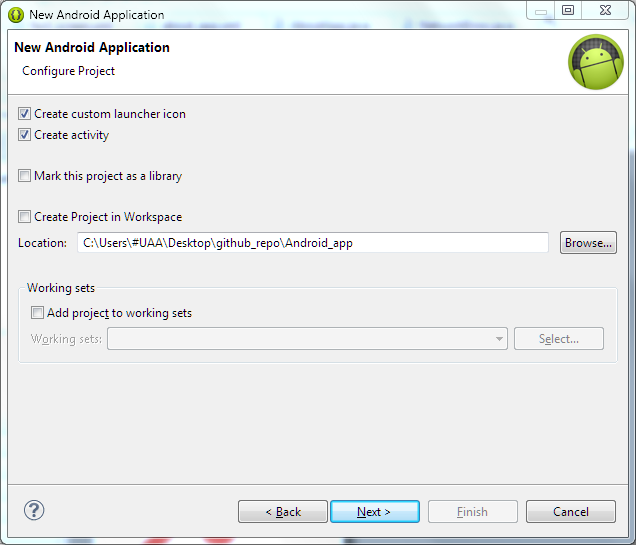 New Android Application
New Android Application
Configure Project
Create custom launcher icon
Create activity
Mark this project as a library
Create Project in Workspace
Location: C:\Users\#UAA\Desktop\github_repo\Android_app Browse...
Working sets
Add project to working sets
Working sets: Select...
? < Back Next > Finish Cancel